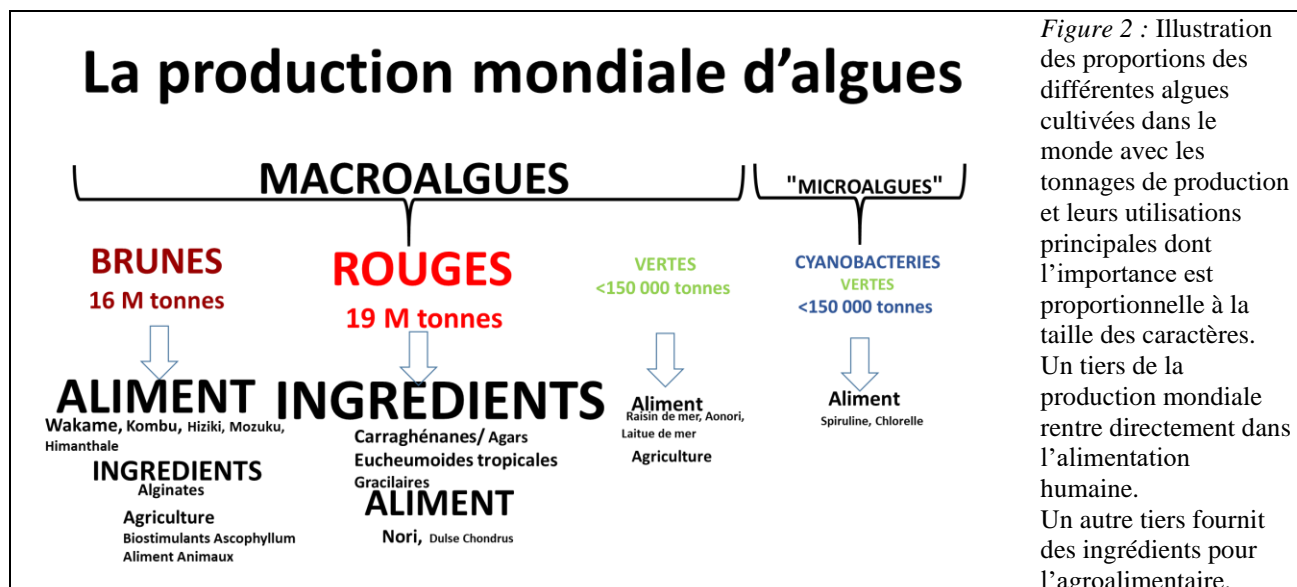 La production mondiale d'algues
MACROALGUES
"MICROALGUES"
BRUNES
16 M tonnes
ROUGES
19 M tonnes
VERTES
<150 000 tonnes
CYANOBACTERIES
VERTES
<150 000 tonnes
ALIMENT
Wakame, Kombu, Hiziki, Mozuku,
Himanthale
INGREDIENTS
Alginates
Agriculture
Biostimulants Ascophyllum
Aliment Animaux
INGREDIENTS
Carraghénanes/ Agars
Eucheumoides tropicales
Gracilaires
ALIMENT
Nori, Dulse Chondrus
Aliment
Raisin de mer, Aonori,
Laitue de mer
Agriculture
Aliment
Spiruline, Chlorelle
Figure 2 : Illustration
des proportions des
différentes algues
cultivées dans le
monde avec les
tonnages de production
et leurs utilisations
principales dont
l'importance est
proportionnelle à la
taille des caractères.
Un tiers de la
production mondiale
rentre directement dans
l'alimentation
humaine.
Un autre tiers fournit
des ingrédients pour
l'agroalimentaire.